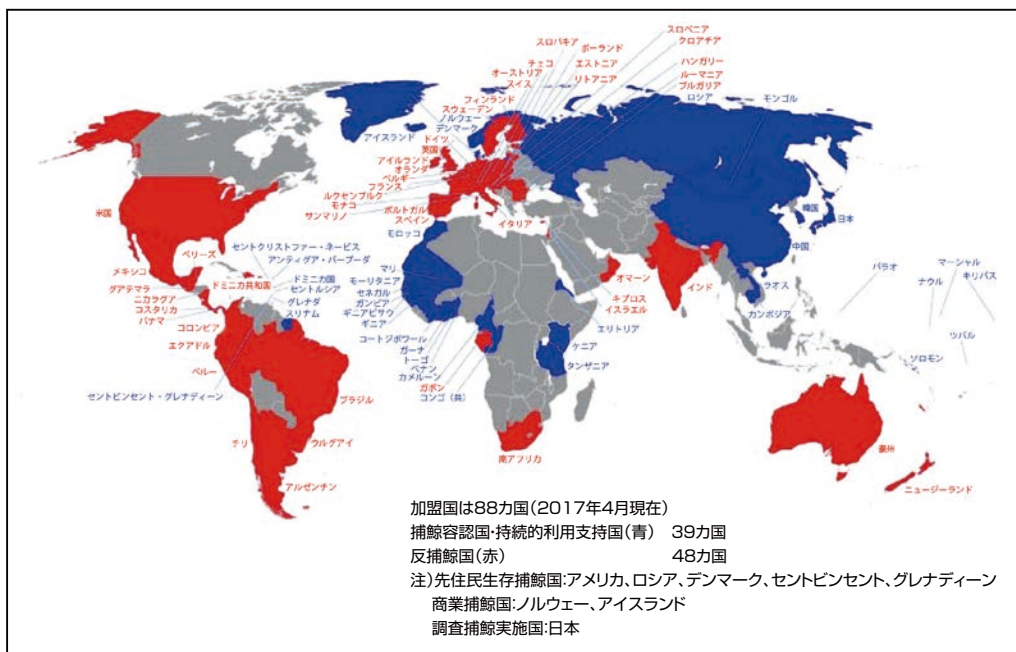 スロベニア
クロアチア
スロバキア
ポーランド
チェコ
エストニア
ハンガリー
オーストリア
スイス
リトアニア
ルーマニア
ブルガリア
ロシア
モンゴル
フィンランド
スウェーデン
ノルウェー
デンマーク
アイスランド
ドイツ
英国
アイルランド
オランダ
ベルギー
フランス
ルクセンブルク
モナコ
サンマリノ
ポルトガル
スペイン
イタリア
モロッコ
米国
韓国
日本
中国
セントクリストファー・ネービス
アンティグア・バーブーダ
ベリーズ
メキシコ
グアテマラ
ニカラグア
コスタリカ
パナマ
ドミニカ共和国
ドミニカ国
セントルシア
グレナダ
スリナム
コロンビア
エクアドル
ペルー
セントビンセント・グレナディーン
ブラジル
チリ
ウルグアイ
アルゼンチン
マリ
モーリタニア
セネガル
ガンビア
ギニアビサウ
ギニア
コートジボワール
ガーナ
トーゴ
ベナン
カメルーン
ガボン
コンゴ(共)
オマーン
キプロス
イスラエル
エリトリア
ケニア
タンザニア
南アフリカ
インド
ラオス
カンボジア
パラオ
マーシャル
キリバス
ナウル
ツバル
ソロモン
豪州
ニュージーランド
加盟国は88カ国(2017年4月現在)
捕鯨容認国・持続的利用支持国(青) 39カ国
反捕鯨国(赤) 48カ国
注)先住民生存捕鯨国:アメリカ、ロシア、デンマーク、セントビンセント、グレナディーン
商業捕鯨国:ノルウェー、アイスランド
調査捕鯨実施国:日本